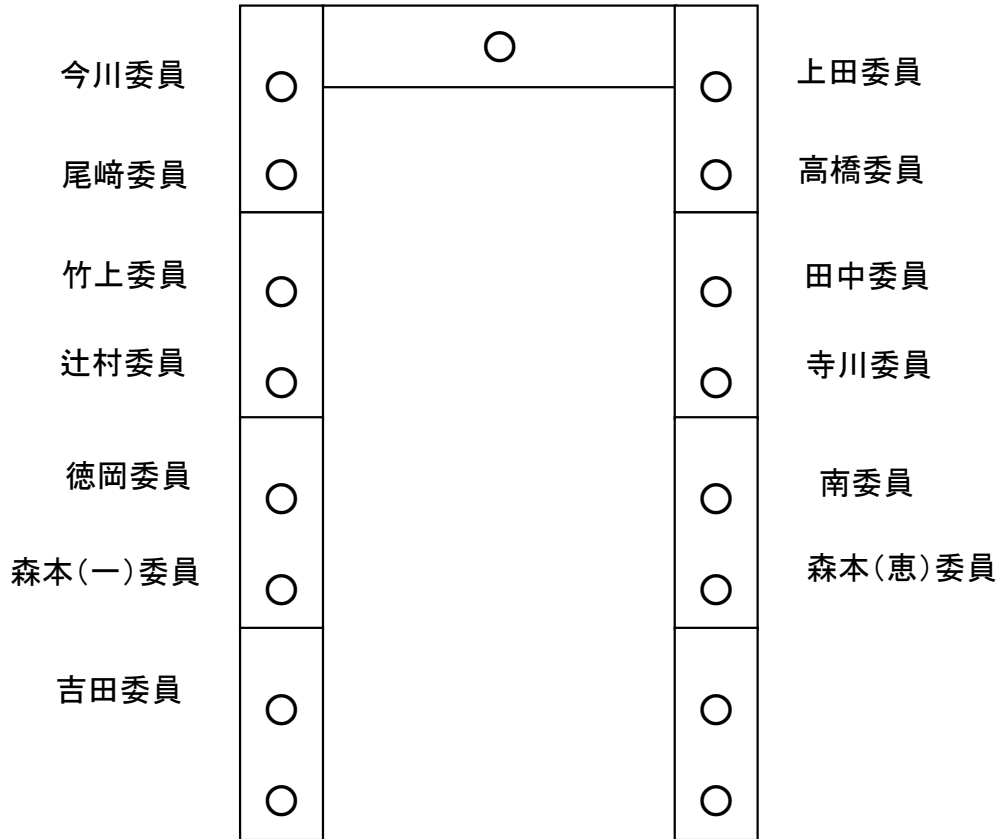 今川委員
上田委員
尾﨑委員
高橋委員
竹上委員
田中委員
辻村委員
寺川委員
徳岡委員
南委員
森本(一)委員
森本(恵)委員
吉田委員